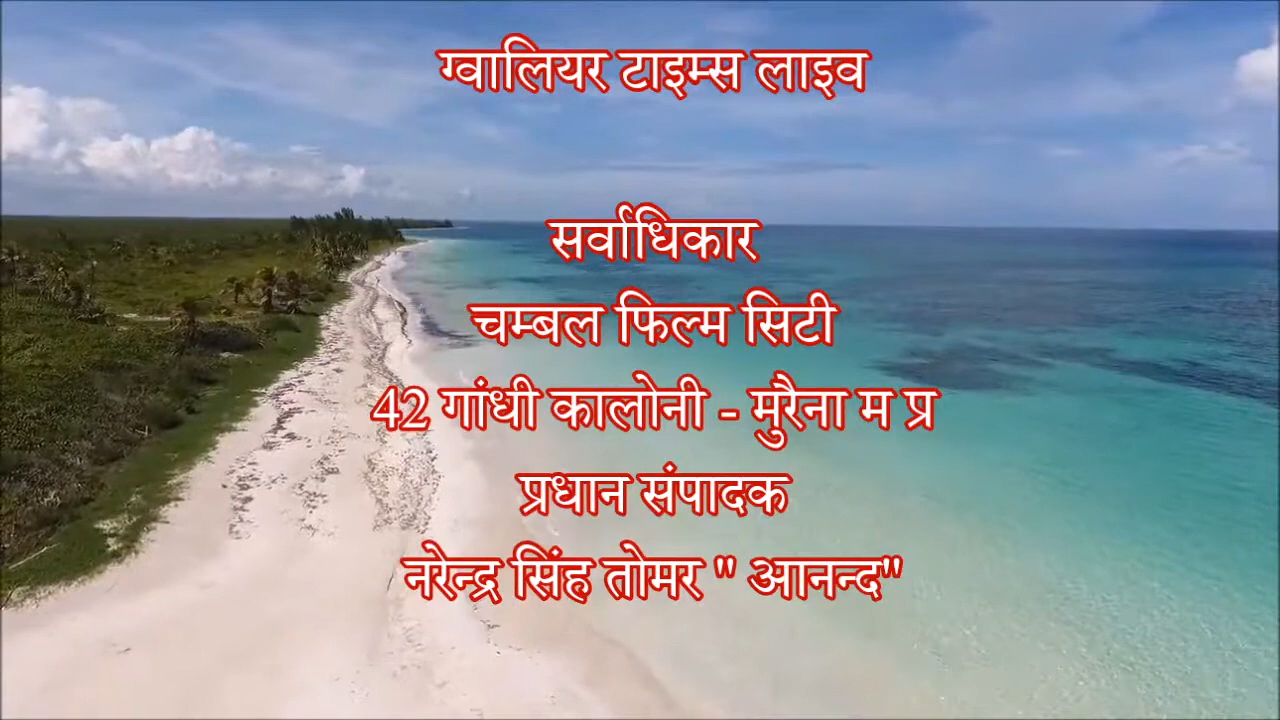 ग्वालियर टाइम्स लाइव
सर्वाधिकार
चम्बल फिल्म सिटी
42 गांधी कालोनी - मुरैना म प्र
प्रधान संपादक
नरेन्द्र सिंह तोमर " आनन्द"